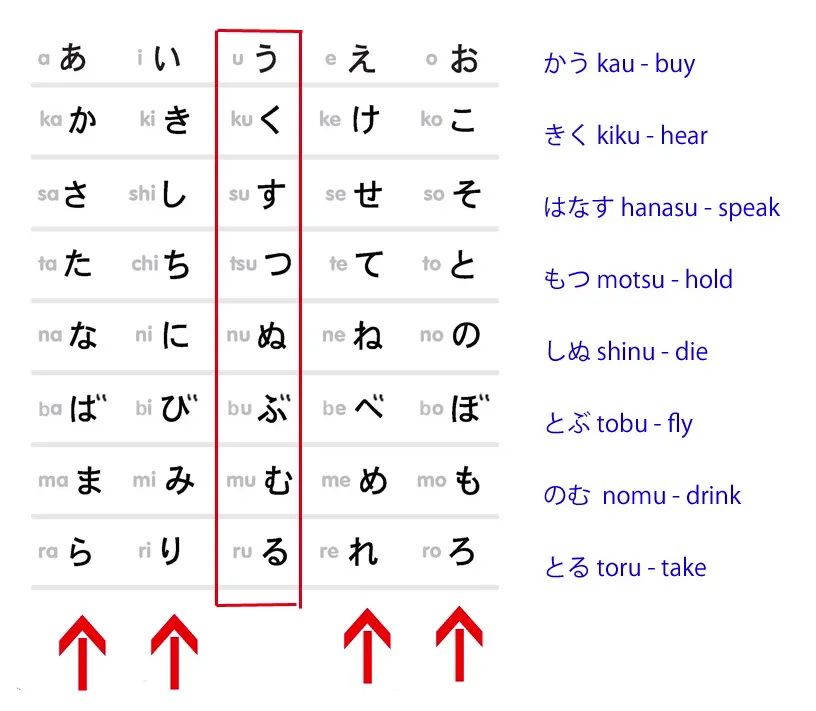 a あ i い u う e え o お かう kau - buy
ka か ki き ku く ke け ko こ きく kiku - hear
sa さ shi し su す se せ so そ はなす hanasu - speak
ta た chi ち tsu つ te て to と もつ motsu - hold
na な ni に nu ぬ ne ね no の しぬ shinu - die
ba ば bi び bu ぶ be べ bo ぼ とぶ tobu - fly
ma ま mi み mu む me め mo も のむ nomu - drink
ra ら ri り ru る re れ ro ろ とる toru - take